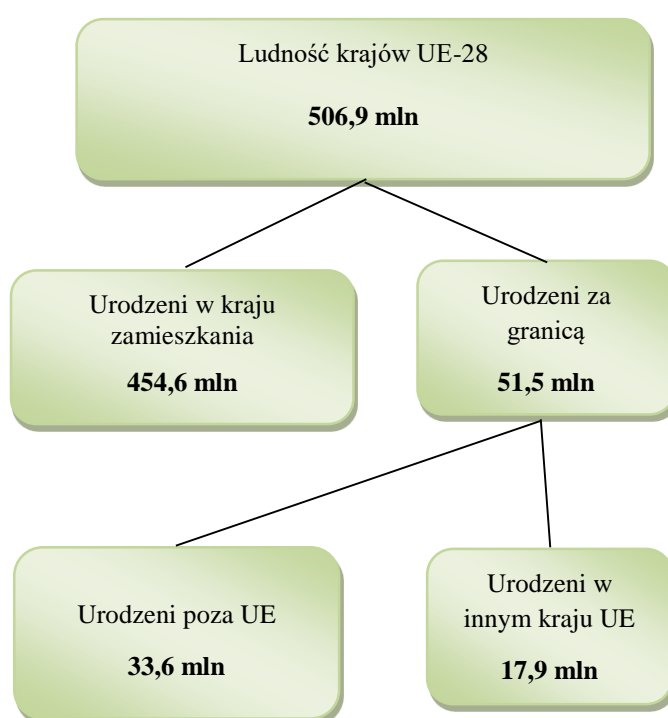 Ludność krajów UE-28
506,9 mln
Urodzeni w kraju
zamieszkania
454,6 mln
Urodzeni za
granicą
51,5 mln
Urodzeni poza UE
33,6 mln
Urodzeni w
innym kraju UE
17,9 mln